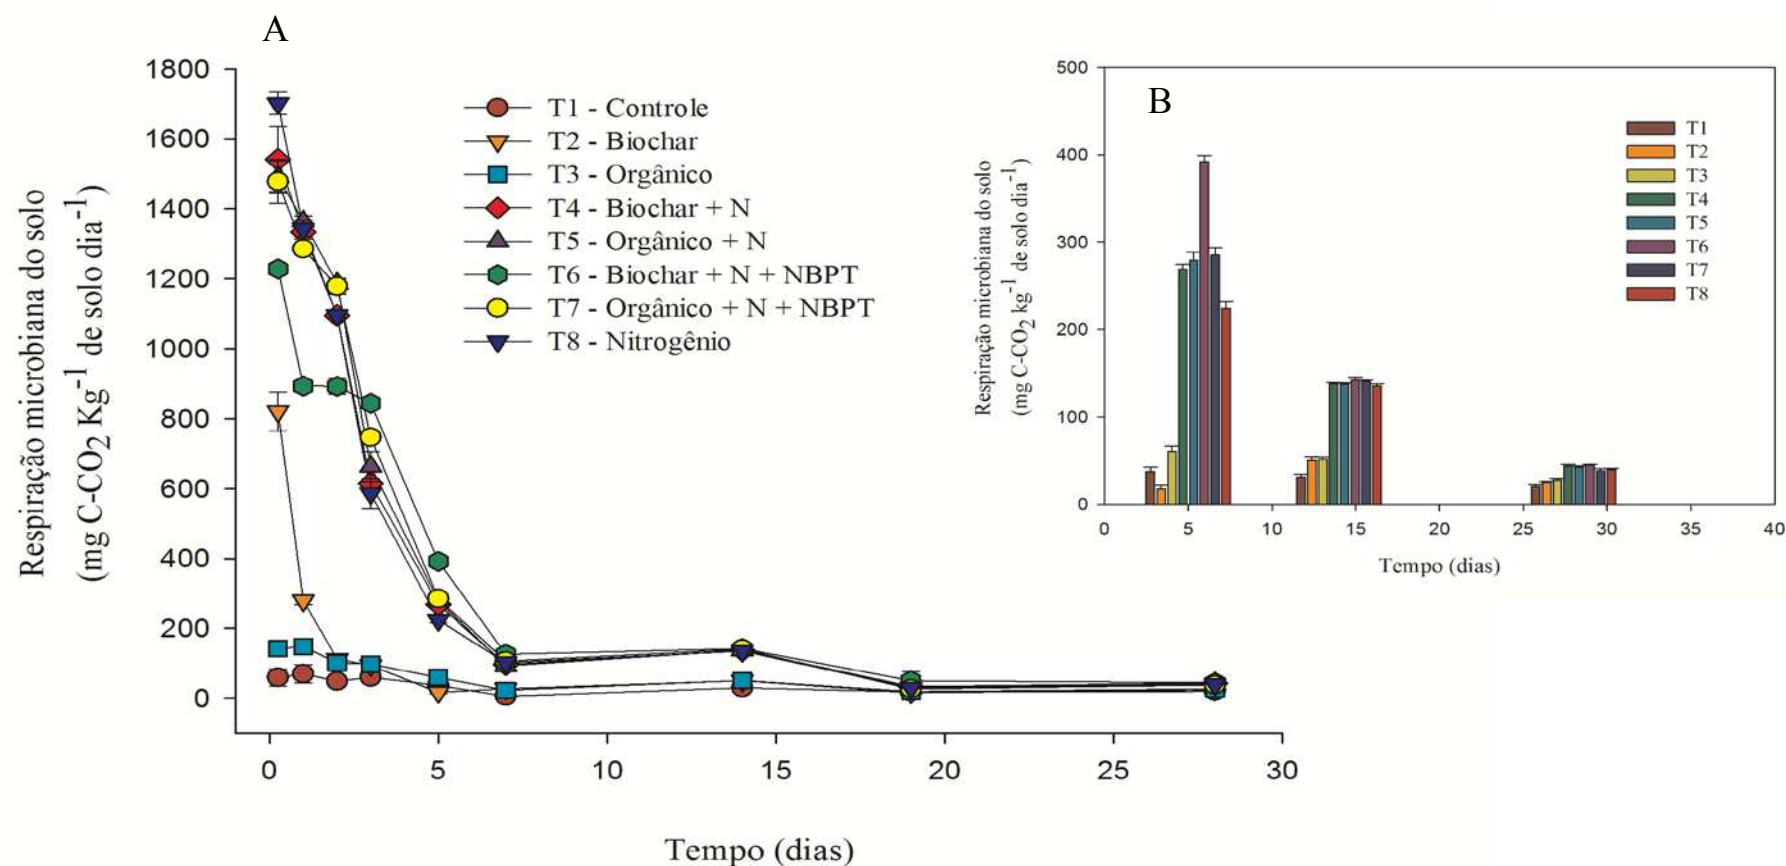 A
1800
1600
1400
1200
1000
800
600
400
200
0
0 5 10 15 20 25 30
Respiração microbiana do solo
(mg C-CO2 Kg-1 de solo dia-1)
Tempo (dias)
T1 - Controle
T2 - Biochar
T3 - Orgânico
T4 - Biochar + N
T5 - Orgânico + N
T6 - Biochar + N + NBPT
T7 - Orgânico + N + NBPT
T8 - Nitrogênio
B
500
400
300
200
100
0
0 5 10 15 20 25 30 35 40
Respiração microbiana do solo
(mg C-CO2 kg-1 de solo dia-1)
Tempo (dias)
T1
T2
T3
T4
T5
T6
T7
T8